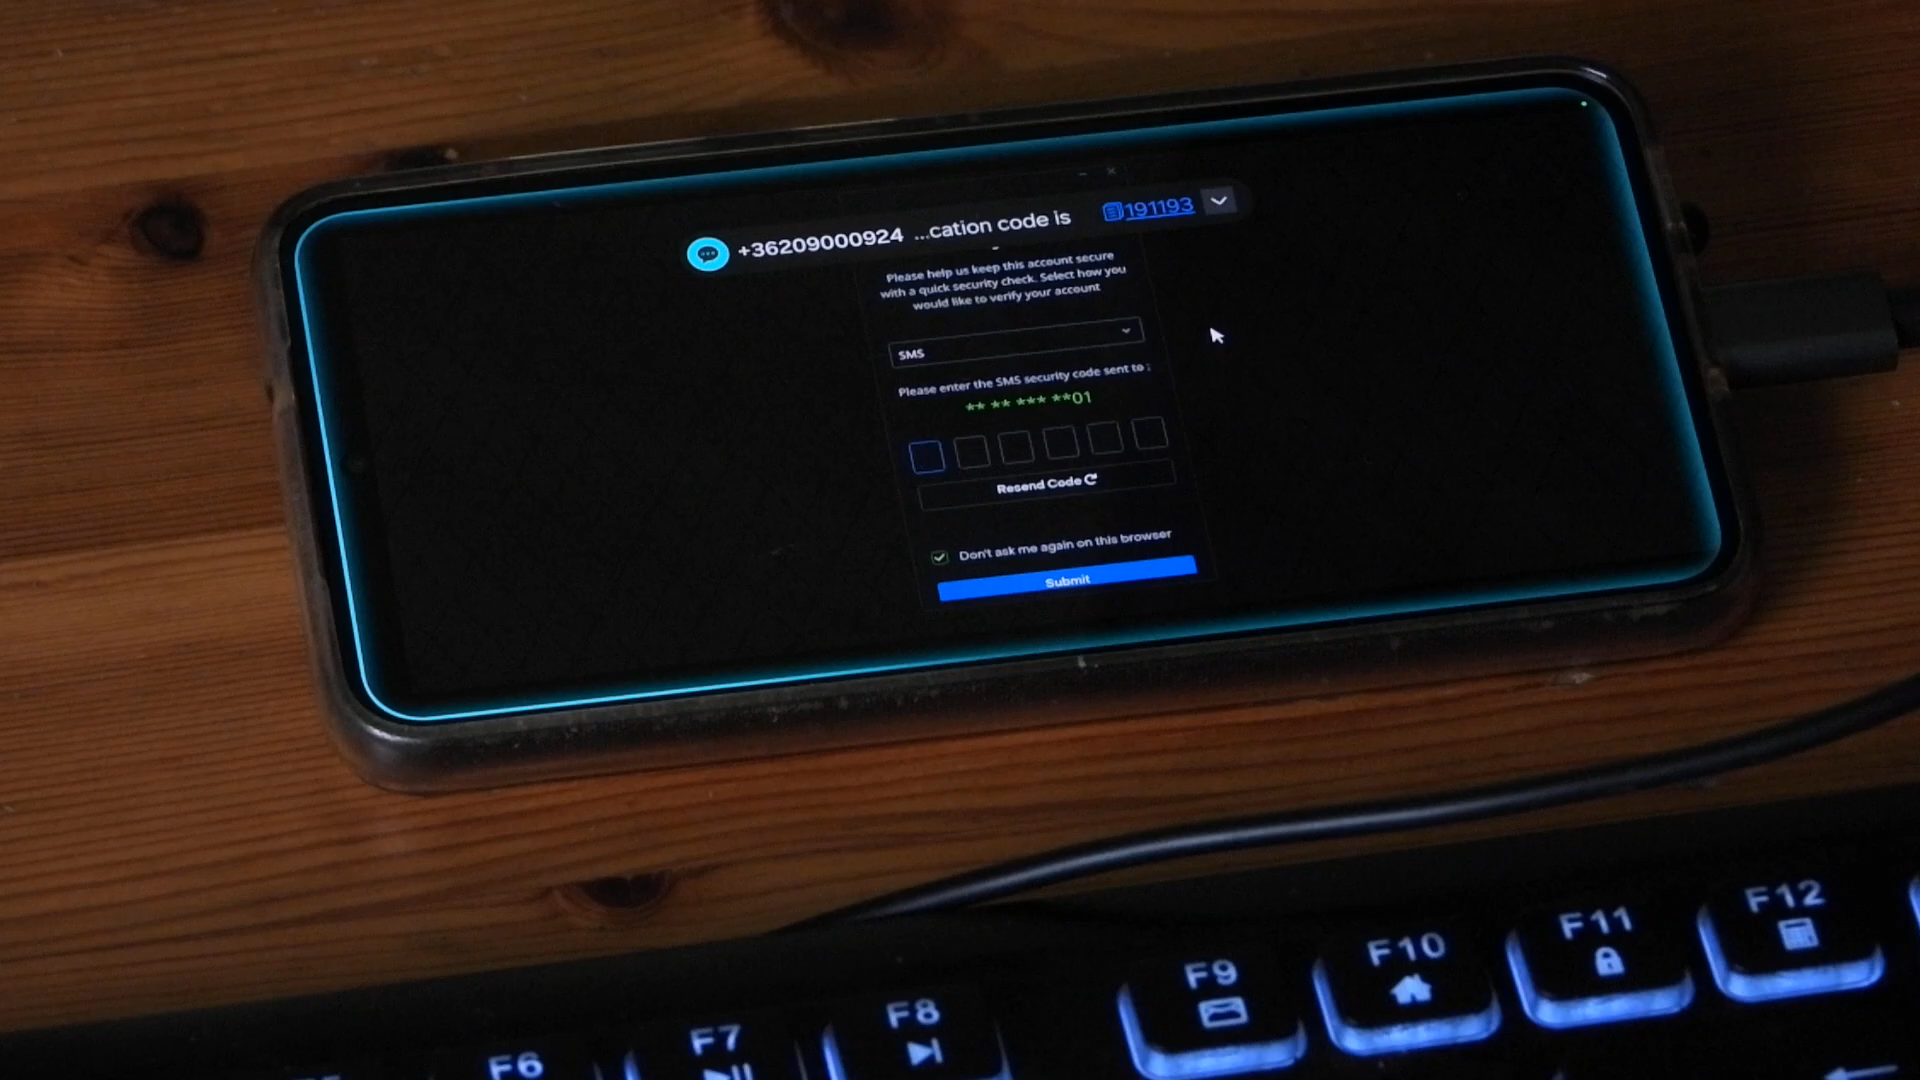 +36209000924 ...cation code is 191193
Please help us keep this account secure
with a quick security check. Select how you
would like to verify your account
SMS
Please enter the SMS security code sent to :
** ** *** **01
Resend Code
Don't ask me again on this browser
Submit
F6
F7
F8
F9
F10
F11
F12